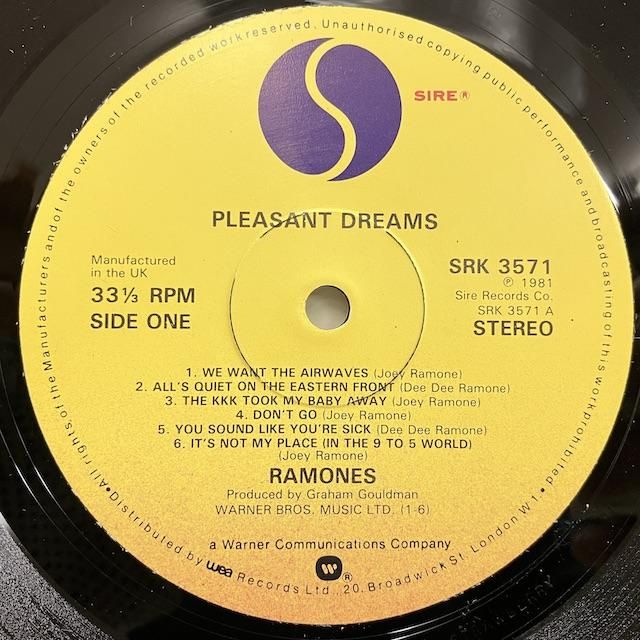 All rights of the Manufacturers and of the owners of the recorded work reserved. Unauthorised copying public performance and broadcasting of this work prohibited.
SIRE®
PLEASANT DREAMS
Manufactured
in the UK
33⅓ RPM
SIDE ONE
SRK 3571
℗ 1981
Sire Records Co.
SRK 3571 A
STEREO
1. WE WANT THE AIRWAVES (Joey Ramone)
2. ALL'S QUIET ON THE EASTERN FRONT (Dee Dee Ramone)
3. THE KKK TOOK MY BABY AWAY (Joey Ramone)
4. DON'T GO (Joey Ramone)
5. YOU SOUND LIKE YOU'RE SICK (Dee Dee Ramone)
6. IT'S NOT MY PLACE (IN THE 9 TO 5 WORLD)
(Joey Ramone)
RAMONES
Produced by Graham Gouldman
WARNER BROS. MUSIC LTD. (1-6)
a Warner Communications Company
®
• Distributed by wea Records Ltd., 20, Broadwick St. London W1. •